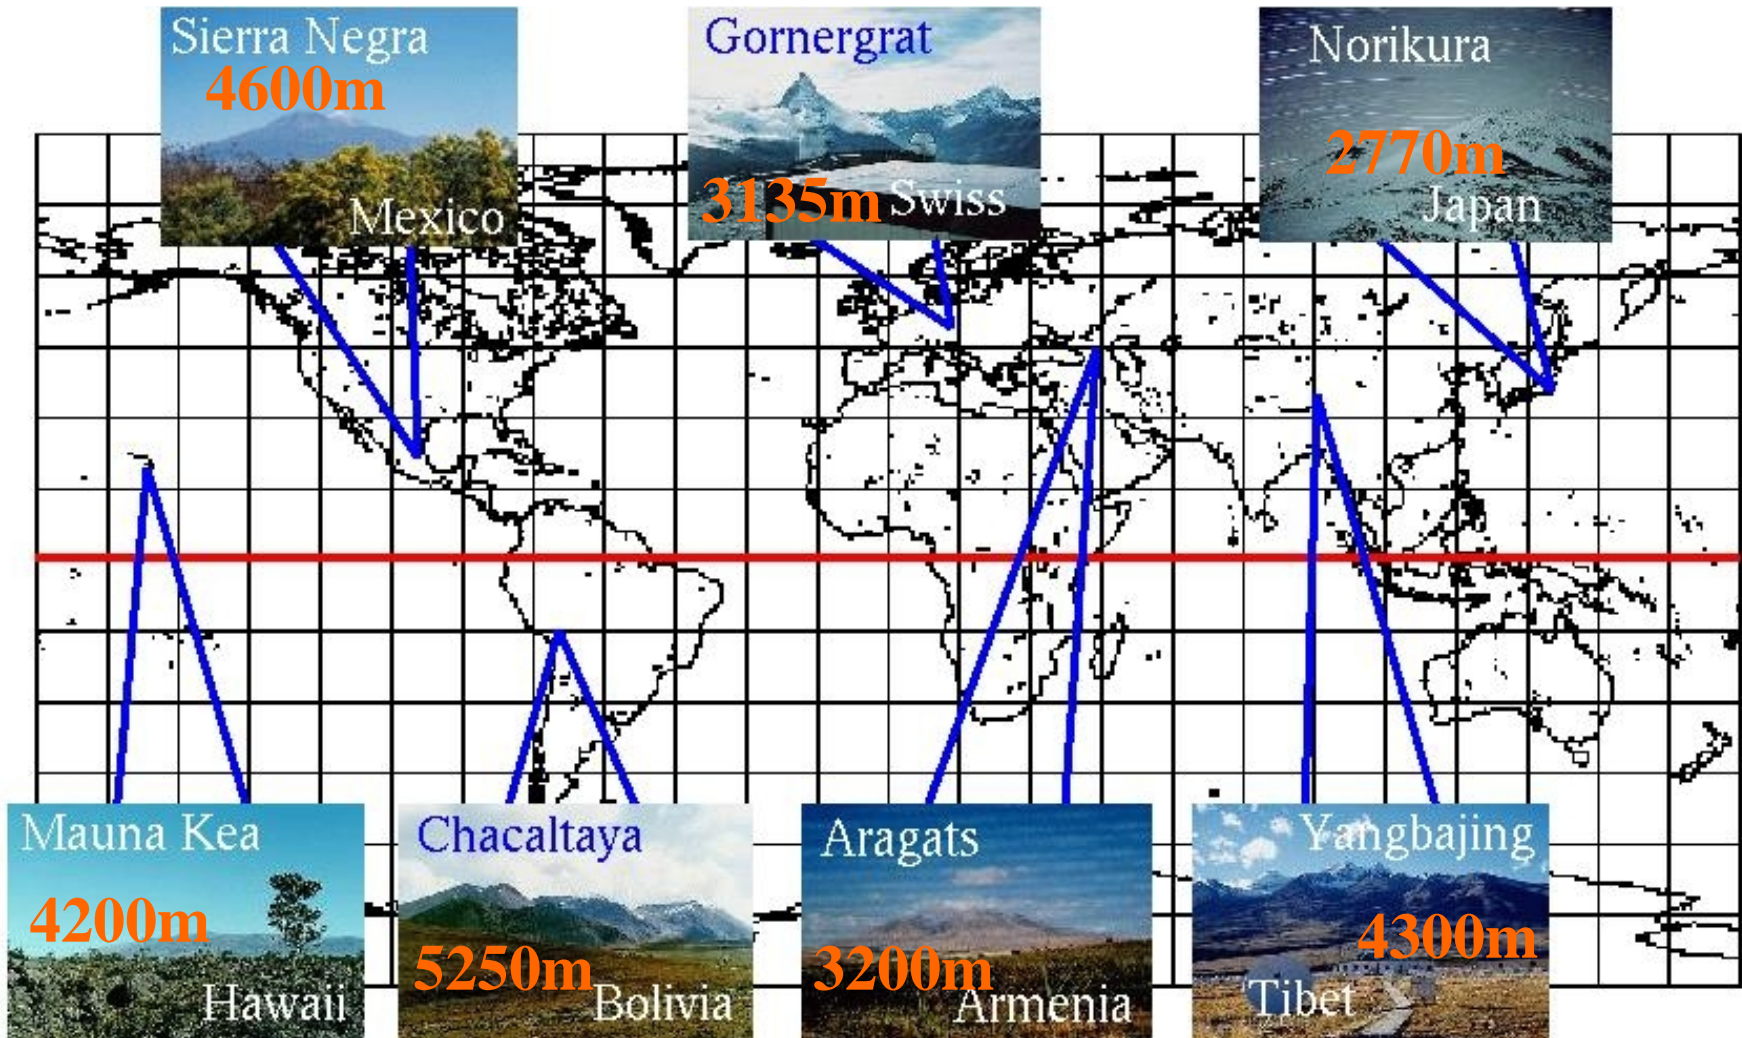 Sierra Negra
4600m
Mexico
Gornergrat
3135m Swiss
Norikura
2770m
Japan
Mauna Kea
4200m
Hawaii
Chacaltaya
5250m
Bolivia
Aragats
3200m
Armenia
Yangbajing
4300m
Tibet